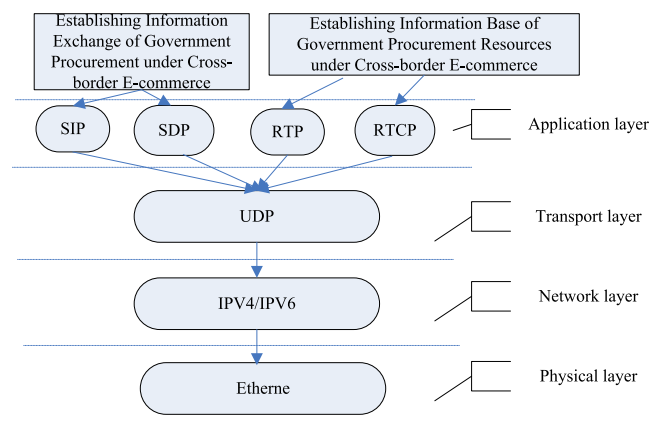 Establishing Information
Exchange of Government
Procurement under Cross-
border E-commerce
Establishing Information Base of
Government Procurement Resources
under Cross-border E-commerce
SIP
SDP
RTP
RTCP
Application layer
UDP
Transport layer
IPV4/IPV6
Network layer
Etherne
Physical layer